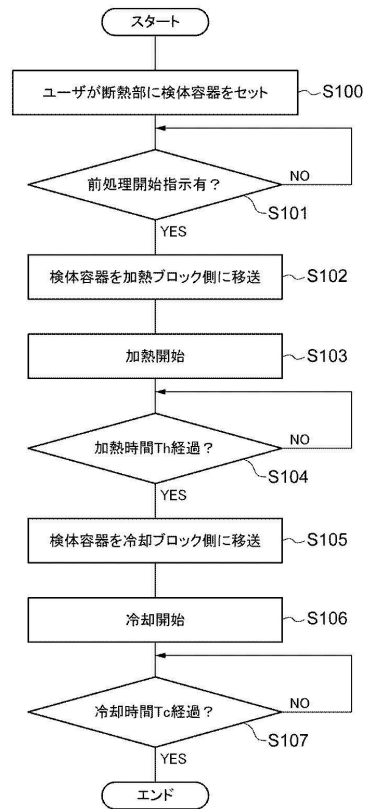 スタート
ユーザが断熱部に検体容器をセット
S100
前処理開始指示有？
NO
S101
YES
検体容器を加熱ブロック側に移送
S102
加熱開始
S103
加熱時間Th経過？
NO
S104
YES
検体容器を冷却ブロック側に移送
S105
冷却開始
S106
冷却時間Tc経過？
NO
S107
YES
エンド